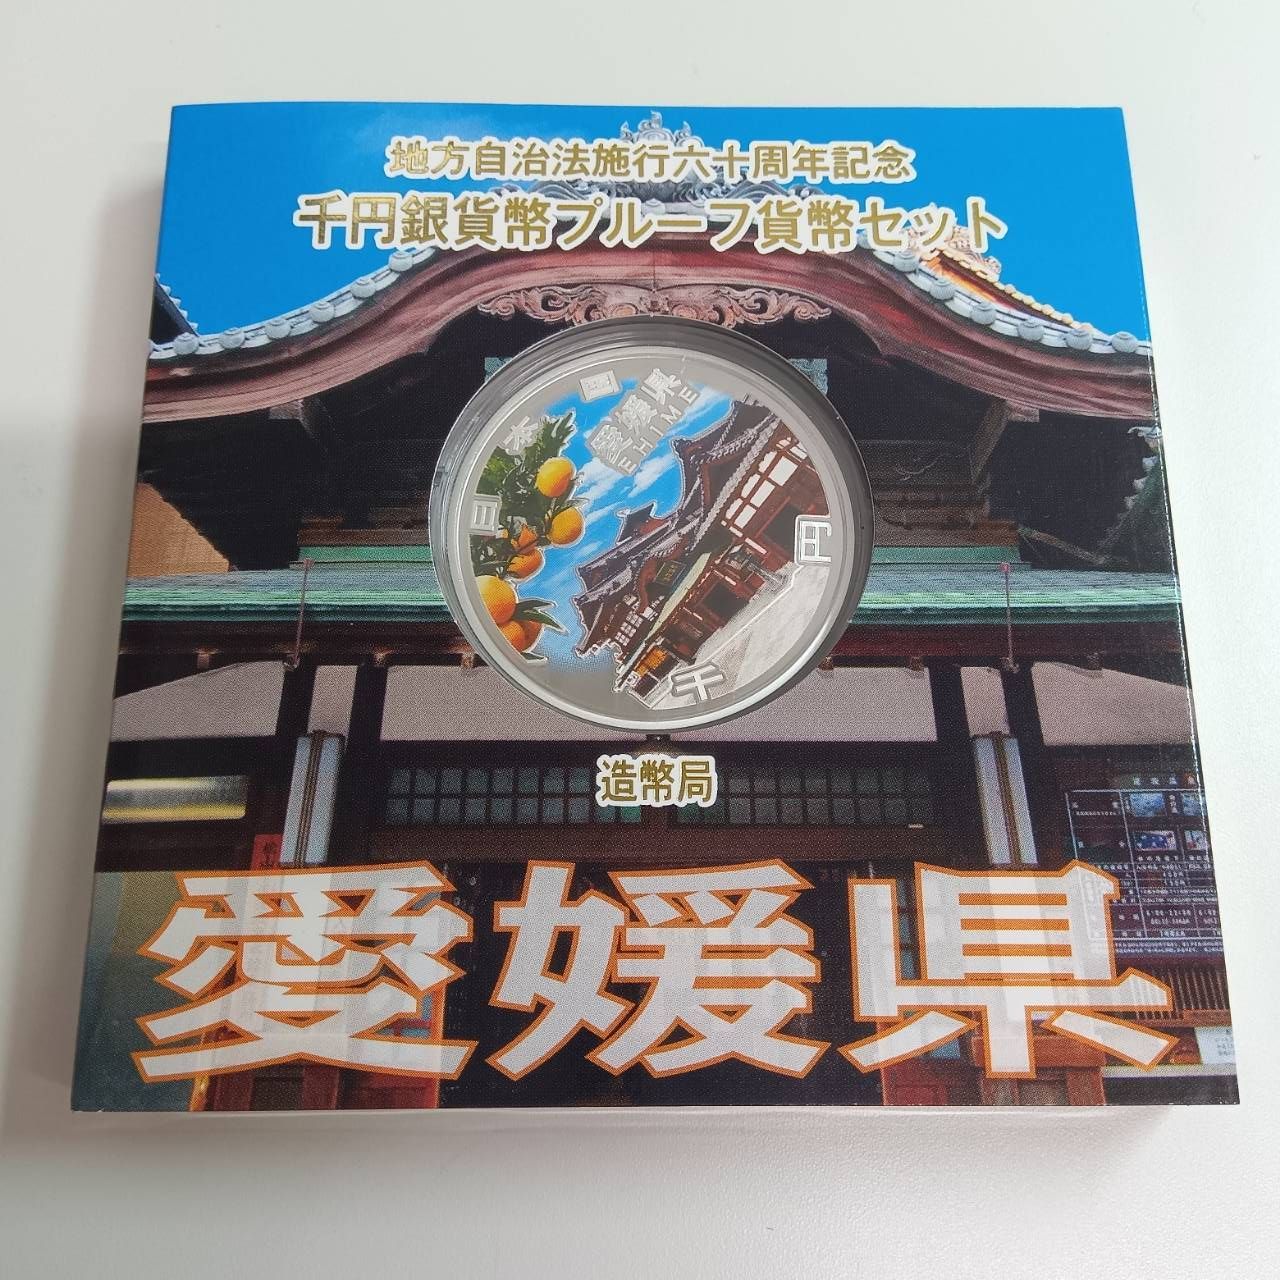 地方自治法施行六十周年記念
千円銀貨幣プルーフ貨幣セット
日本国
愛媛県
EHIME
千円
造幣局
愛媛県